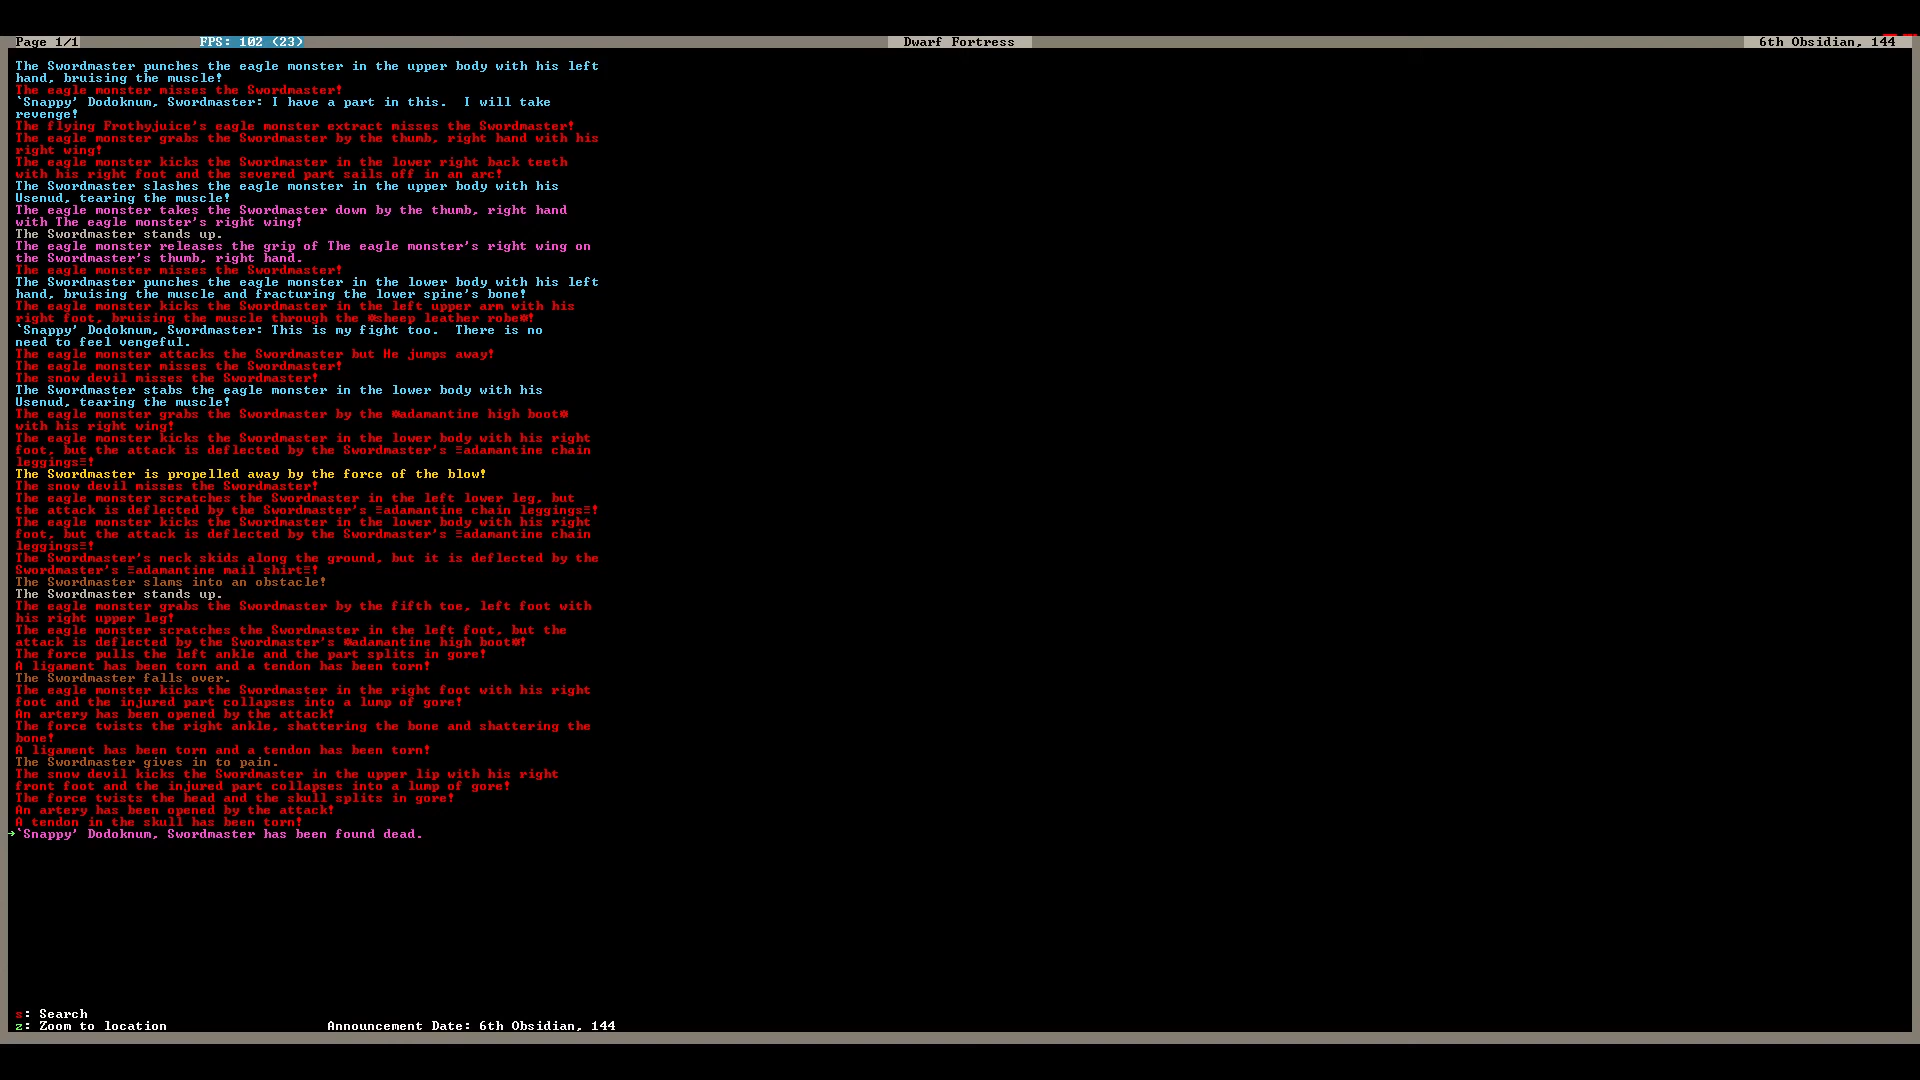 Page 1/1 FPS: 102 (23) Dwarf Fortress 6th Obsidian, 144
The Swordmaster punches the eagle monster in the upper body with his left
hand, bruising the muscle!
The eagle monster misses the Swordmaster!
`Snappy' Dodoknum, Swordmaster: I have a part in this.  I will take
revenge!
The flying Frothyjuice's eagle monster extract misses the Swordmaster!
The eagle monster grabs the Swordmaster by the thumb, right hand with his
right wing!
The eagle monster kicks the Swordmaster in the lower right back teeth
with his right foot and the severed part sails off in an arc!
The Swordmaster slashes the eagle monster in the upper body with his
Usenud, tearing the muscle!
The eagle monster takes the Swordmaster down by the thumb, right hand
with The eagle monster's right wing!
The Swordmaster stands up.
The eagle monster releases the grip of The eagle monster's right wing on
the Swordmaster's thumb, right hand.
The eagle monster misses the Swordmaster!
The Swordmaster punches the eagle monster in the lower body with his left
hand, bruising the muscle and fracturing the lower spine's bone!
The eagle monster kicks the Swordmaster in the left upper arm with his
right foot, bruising the muscle through the ☼sheep leather robe☼!
`Snappy' Dodoknum, Swordmaster: This is my fight too.  There is no
need to feel vengeful.
The eagle monster attacks the Swordmaster but He jumps away!
The eagle monster misses the Swordmaster!
The snow devil misses the Swordmaster!
The Swordmaster stabs the eagle monster in the lower body with his
Usenud, tearing the muscle!
The eagle monster grabs the Swordmaster by the ☼adamantine high boot☼
with his right wing!
The eagle monster kicks the Swordmaster in the lower body with his right
foot, but the attack is deflected by the Swordmaster's ≡adamantine chain
leggings≡!
The Swordmaster is propelled away by the force of the blow!
The snow devil misses the Swordmaster!
The eagle monster scratches the Swordmaster in the left lower leg, but
the attack is deflected by the Swordmaster's ≡adamantine chain leggings≡!
The eagle monster kicks the Swordmaster in the lower body with his right
foot, but the attack is deflected by the Swordmaster's ≡adamantine chain
leggings≡!
The Swordmaster's neck skids along the ground, but it is deflected by the
Swordmaster's ≡adamantine mail shirt≡!
The Swordmaster slams into an obstacle!
The Swordmaster stands up.
The eagle monster grabs the Swordmaster by the fifth toe, left foot with
his right upper leg!
The eagle monster scratches the Swordmaster in the left foot, but the
attack is deflected by the Swordmaster's ☼adamantine high boot☼!
The force pulls the left ankle and the part splits in gore!
A ligament has been torn and a tendon has been torn!
The Swordmaster falls over.
The eagle monster kicks the Swordmaster in the right foot with his right
foot and the injured part collapses into a lump of gore!
An artery has been opened by the attack!
The force twists the right ankle, shattering the bone and shattering the
bone!
A ligament has been torn and a tendon has been torn!
The Swordmaster gives in to pain.
The snow devil kicks the Swordmaster in the upper lip with his right
front foot and the injured part collapses into a lump of gore!
The force twists the head and the skull splits in gore!
An artery has been opened by the attack!
A tendon in the skull has been torn!
→`Snappy' Dodoknum, Swordmaster has been found dead.
s: Search
z: Zoom to location Announcement Date: 6th Obsidian, 144